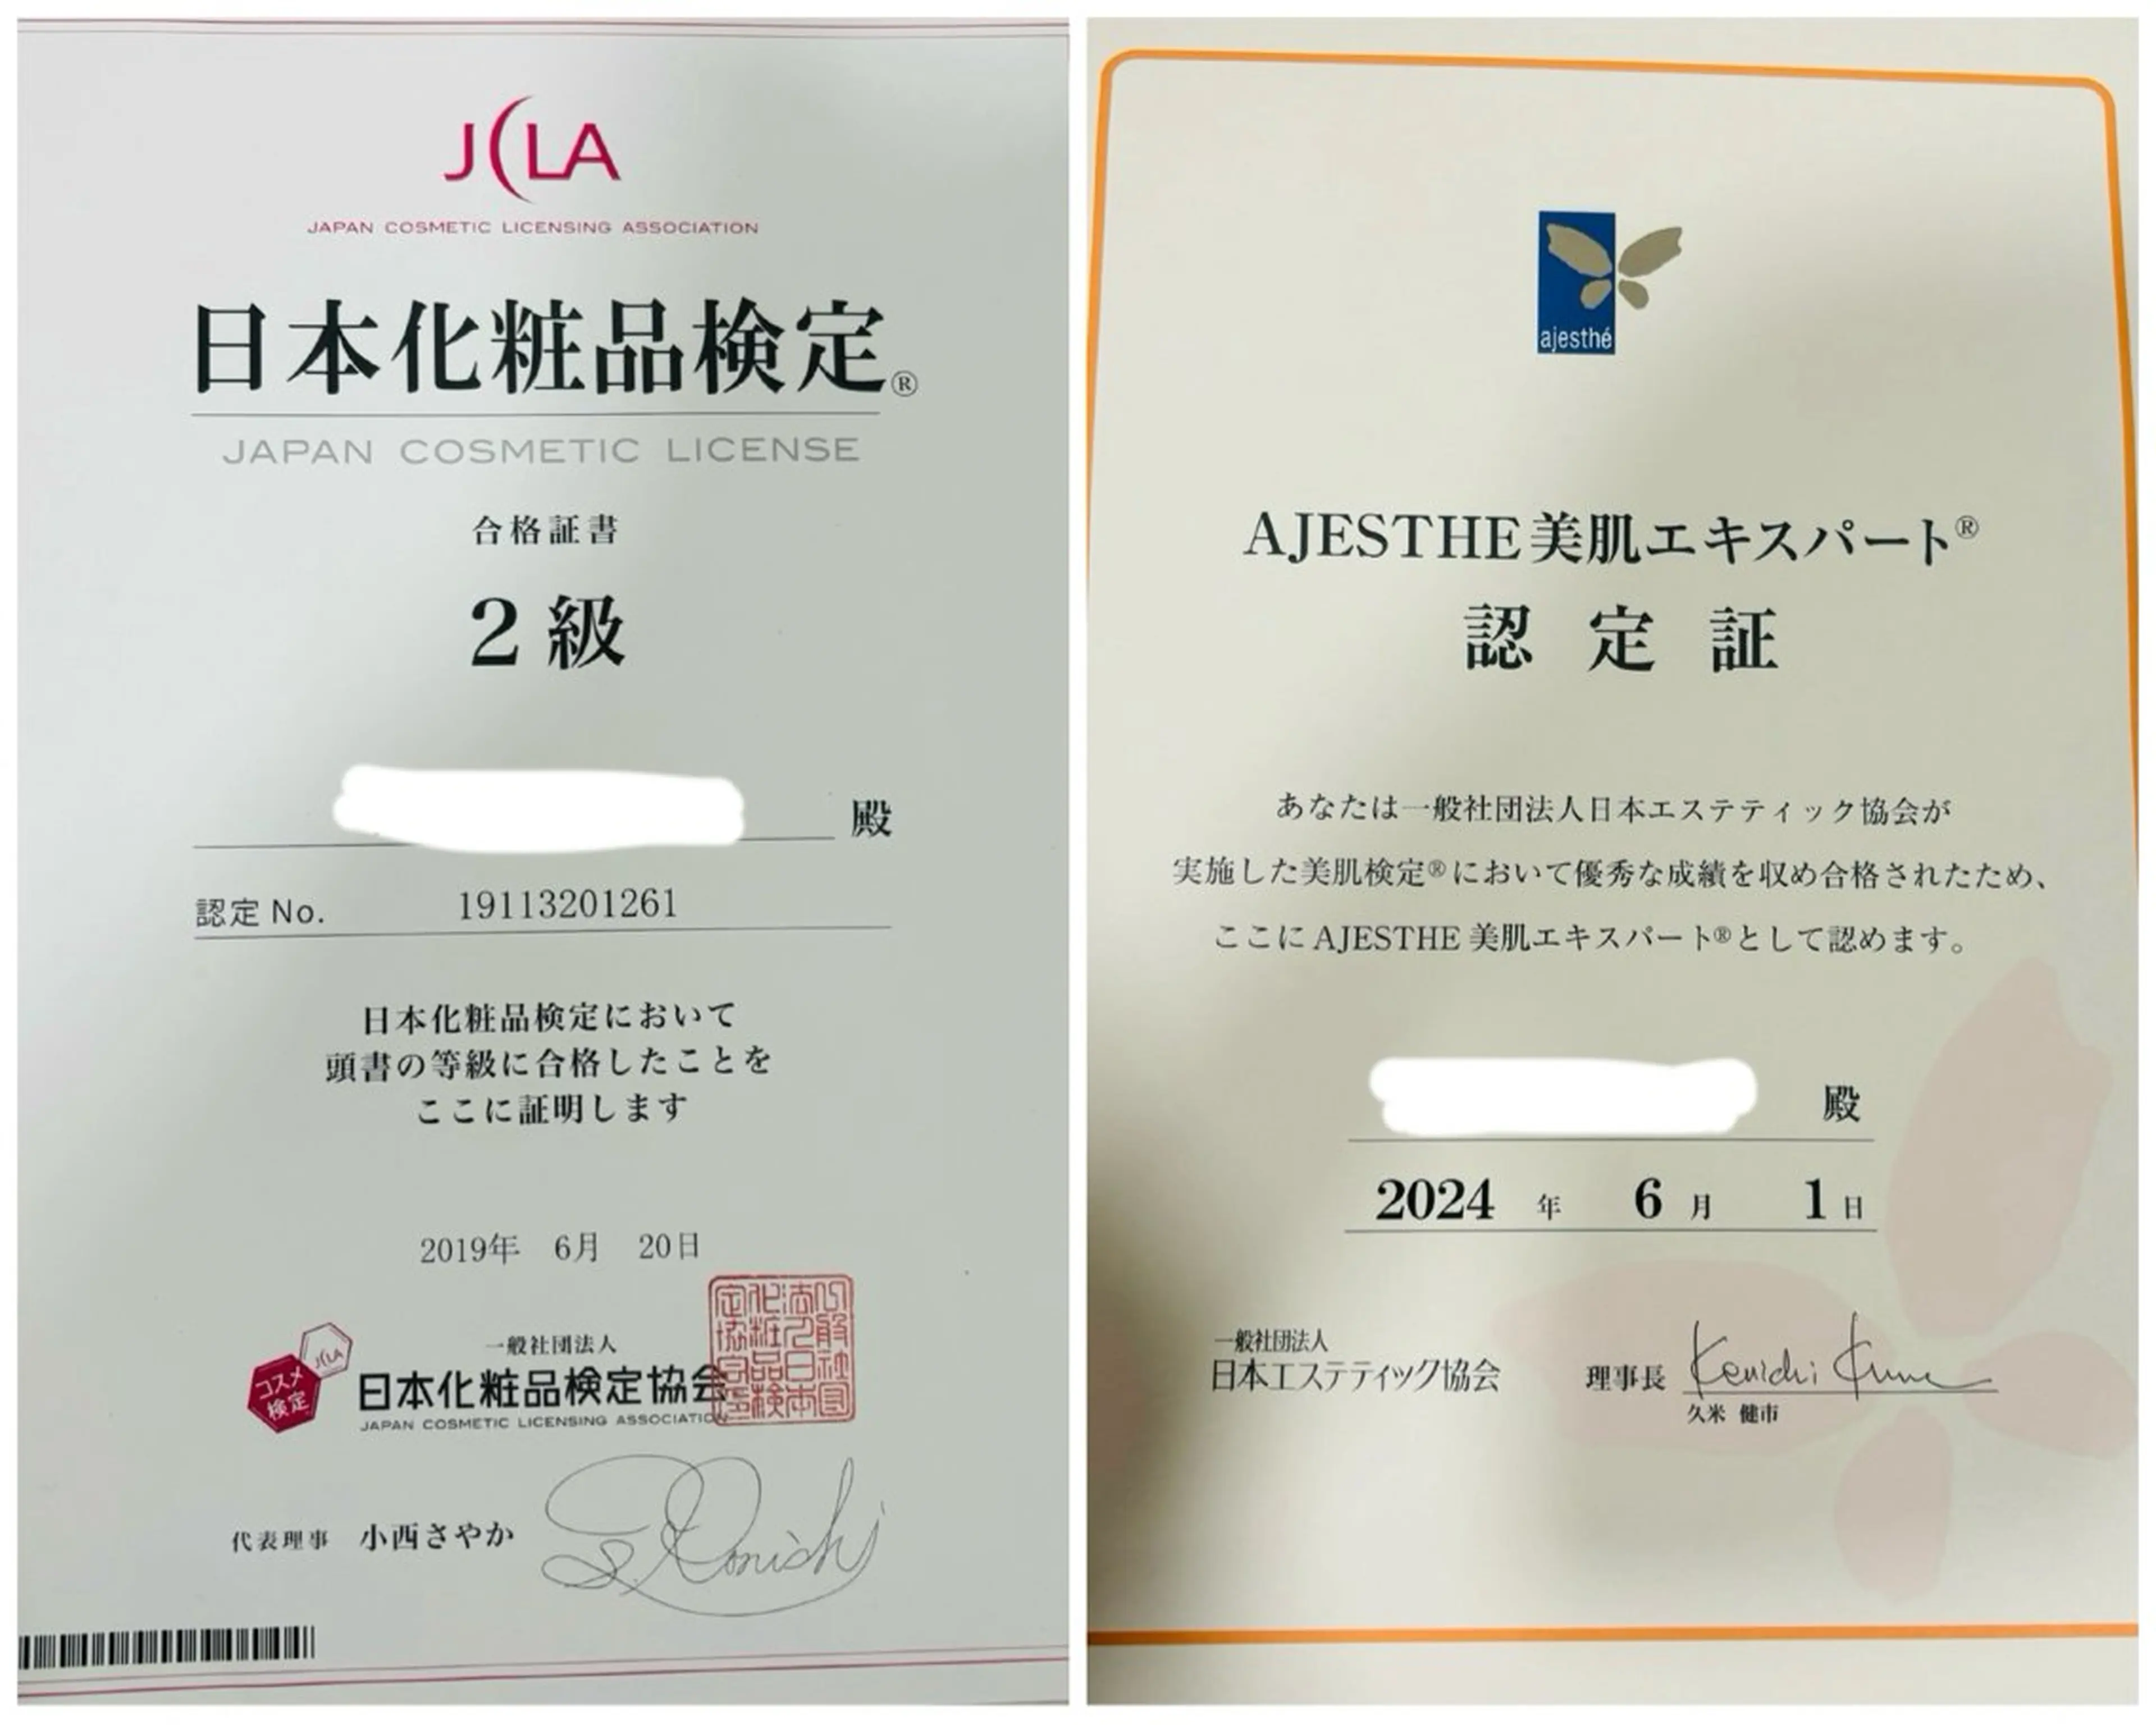 JCLA
JAPAN COSMETIC LICENSING ASSOCIATION
日本化粧品検定®
JAPAN COSMETIC LICENSE
合格証書
2級
殿
認定 No. 19113201261
日本化粧品検定において
頭書の等級に合格したことを
ここに証明します
2019年 6月 20日
コスメ
検定
JCLA
一般社団法人
日本化粧品検定協会
JAPAN COSMETIC LICENSING ASSOCIATION
代表理事 小西さやか
S.Konishi
ajesthé
AJESTHE美肌エキスパート®
認定証
あなたは一般社団法人日本エステティック協会が
実施した美肌検定®において優秀な成績を収め合格されたため、
ここに AJESTHE 美肌エキスパート®として認めます。
殿
2024 年 6 月 1 日
一般社団法人
日本エステティック協会
理事長 Kenichi Kume
久米 健市